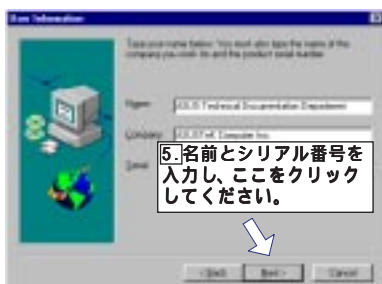 User Information
Type your name below. You must also type the name of the
company you work for and the product serial number.
Name: ASUS Technical Documentation Department
Company: ASUSTeK Computer Inc.
Serial:
5.名前とシリアル番号を
入力し、ここをクリック
してください。
<Back Next > Cancel